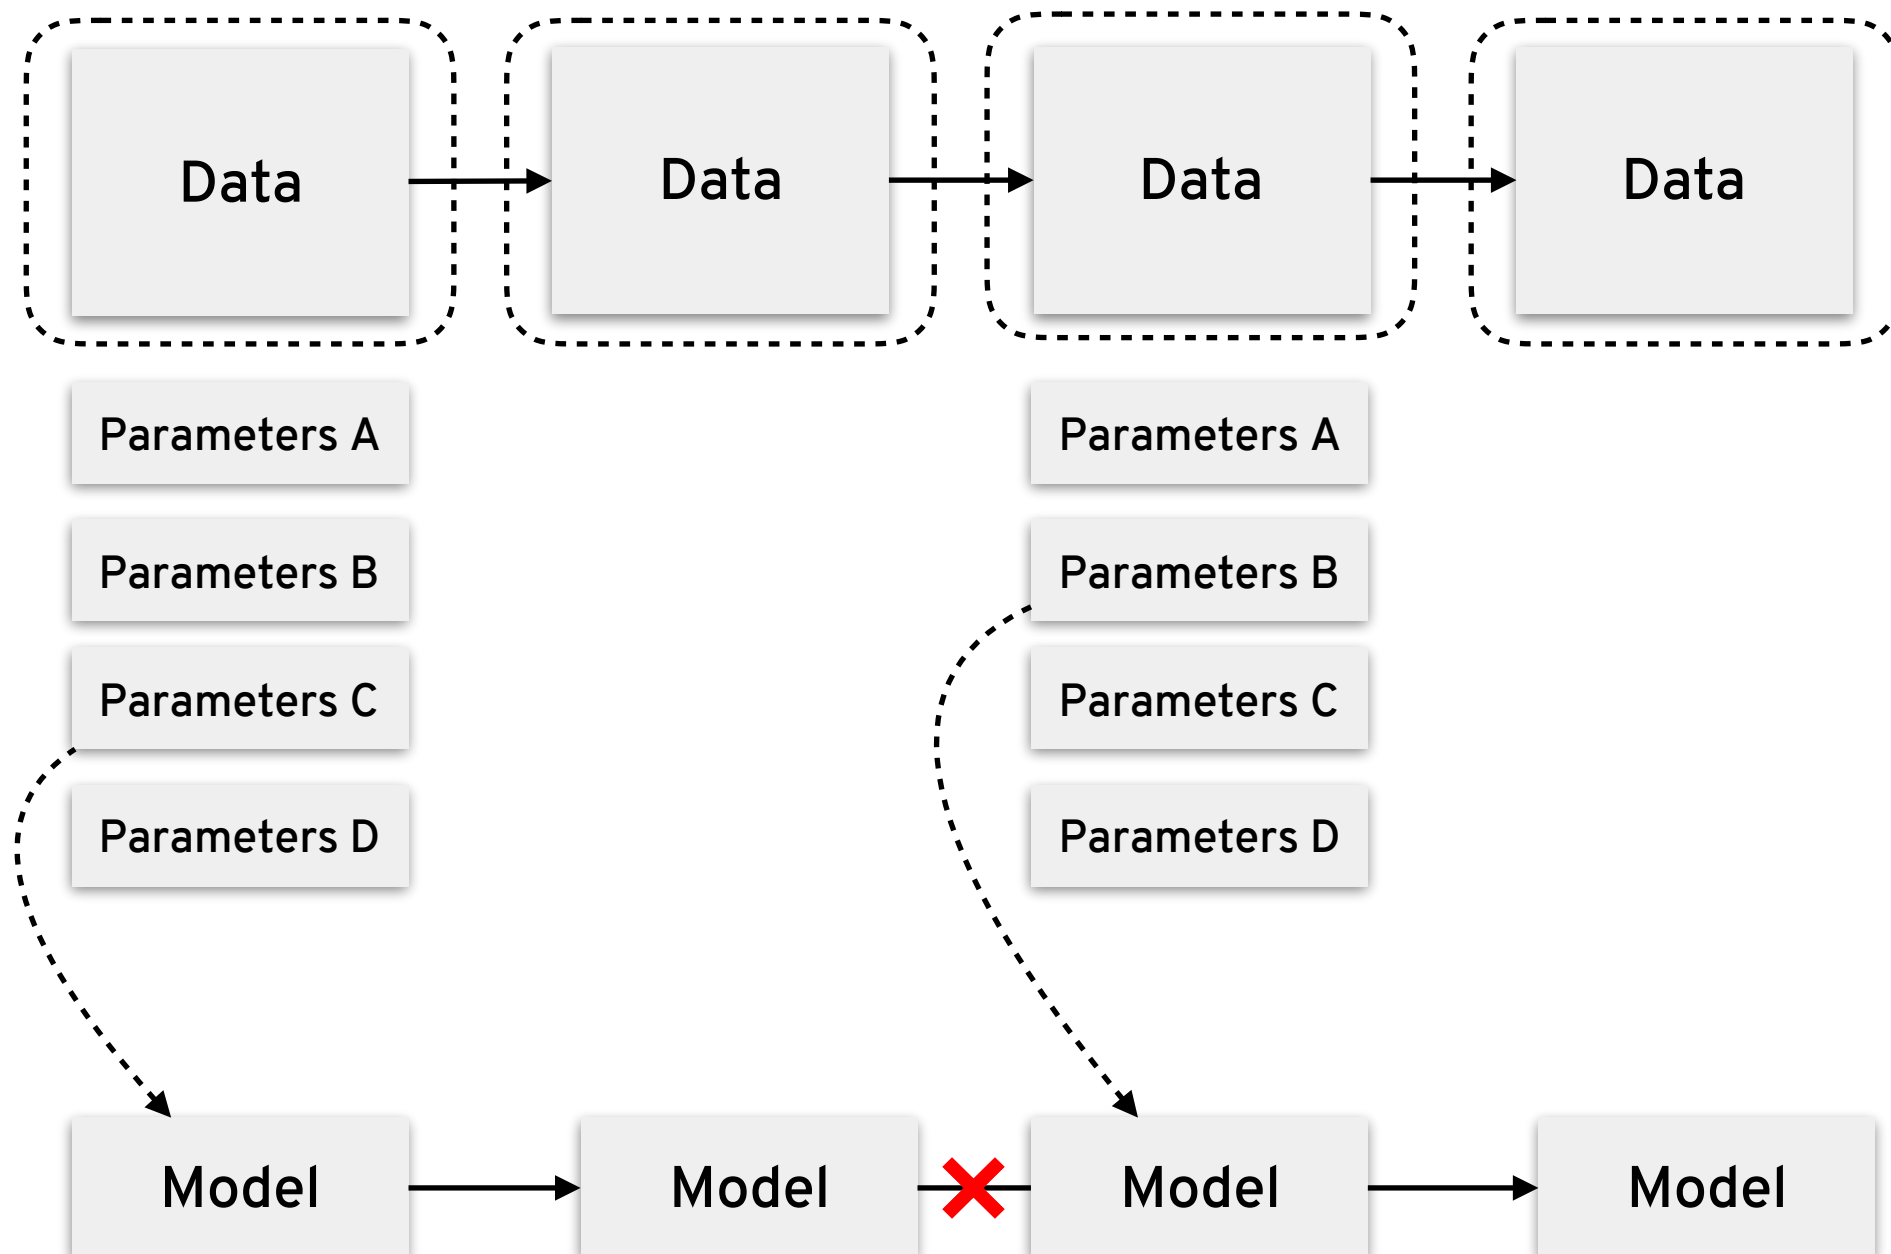 Data
Data
Data
Data
Parameters A
Parameters B
Parameters C
Parameters D
Parameters A
Parameters B
Parameters C
Parameters D
Model
Model
Model
Model